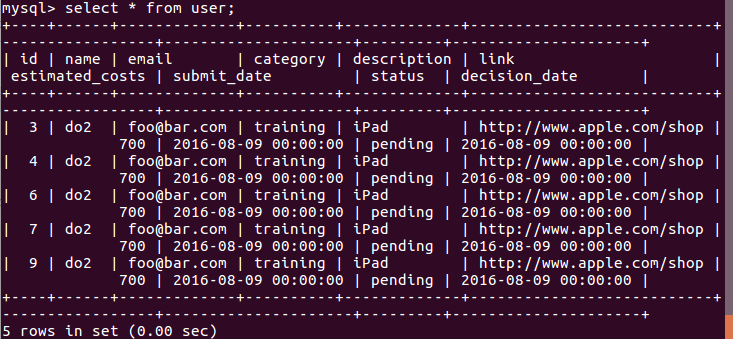 mysql> select * from user;
+----+------+-------------+----------+-------------+---------------------------+
-----------------+---------------------+---------+---------------------+
| id | name | email       | category | description | link                      |
 estimated_costs | submit_date         | status  | decision_date       |
+----+------+-------------+----------+-------------+---------------------------+
-----------------+---------------------+---------+---------------------+
|  3 | do2  | foo@bar.com | training | iPad        | http://www.apple.com/shop |
             700 | 2016-08-09 00:00:00 | pending | 2016-08-09 00:00:00 |
|  4 | do2  | foo@bar.com | training | iPad        | http://www.apple.com/shop |
             700 | 2016-08-09 00:00:00 | pending | 2016-08-09 00:00:00 |
|  6 | do2  | foo@bar.com | training | iPad        | http://www.apple.com/shop |
             700 | 2016-08-09 00:00:00 | pending | 2016-08-09 00:00:00 |
|  7 | do2  | foo@bar.com | training | iPad        | http://www.apple.com/shop |
             700 | 2016-08-09 00:00:00 | pending | 2016-08-09 00:00:00 |
|  9 | do2  | foo@bar.com | training | iPad        | http://www.apple.com/shop |
             700 | 2016-08-09 00:00:00 | pending | 2016-08-09 00:00:00 |
+----+------+-------------+----------+-------------+---------------------------+
-----------------+---------------------+---------+---------------------+
5 rows in set (0.00 sec)